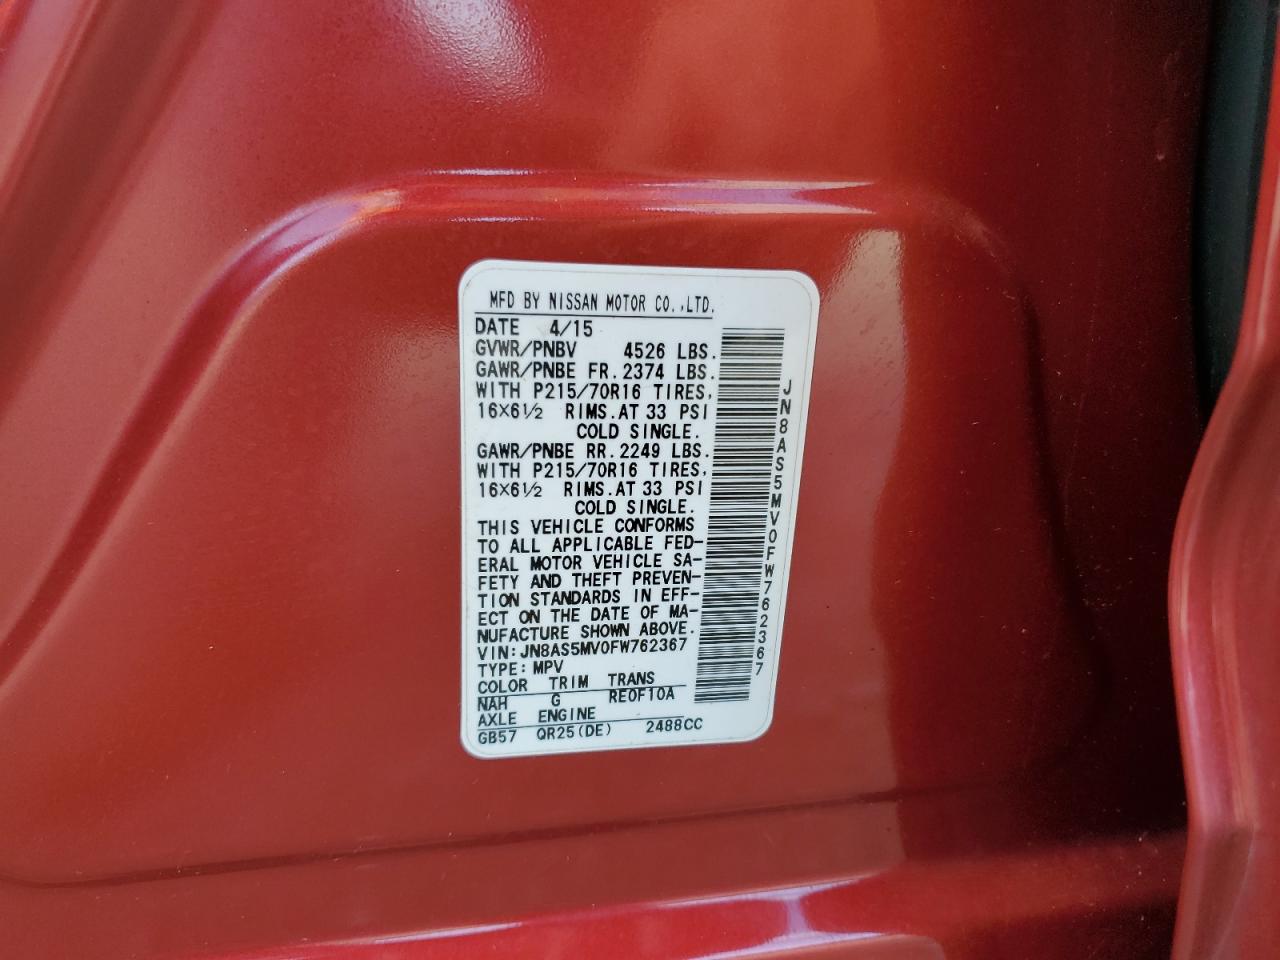 MFD BY NISSAN MOTOR CO.,LTD.
DATE 4/15
GVWR/PNBV 4526 LBS.
GAWR/PNBE FR. 2374 LBS.
WITH P215/70R16 TIRES,
16×6½ RIMS.AT 33 PSI
COLD SINGLE.
GAWR/PNBE RR. 2249 LBS.
WITH P215/70R16 TIRES,
16×6½ RIMS.AT 33 PSI
COLD SINGLE.
THIS VEHICLE CONFORMS
TO ALL APPLICABLE FED-
ERAL MOTOR VEHICLE SA-
FETY AND THEFT PREVEN-
TION STANDARDS IN EFF-
ECT ON THE DATE OF MA-
NUFACTURE SHOWN ABOVE.
VIN:JN8AS5MV0FW762367
TYPE:MPV
COLOR TRIM TRANS
NAH G RE0F10A
AXLE ENGINE
GB57 QR25(DE) 2488CC
JN8AS5MV0FW762367